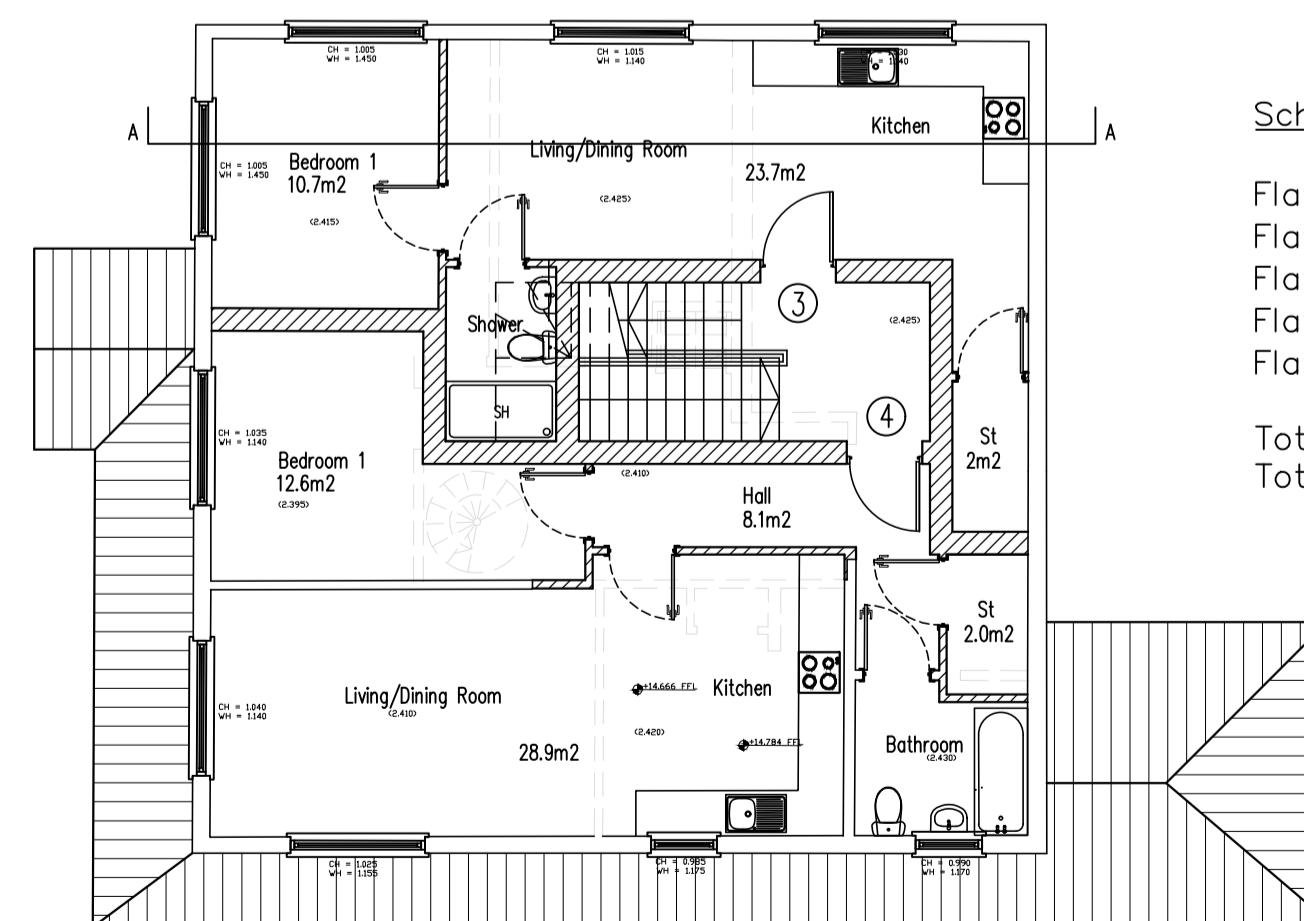 CH = 1.005
WH = 1.450
CH = 1.015
WH = 1.140
A
A
Kitchen
Living/Dining Room
23.7m2
(2.425)
CH = 1.005
WH = 1.450
Bedroom 1
10.7m2
(2.415)
Sch
Fla
Fla
Fla
Fla
Fla
Tot
Tot
3
(2.425)
Shower
SH
4
CH = 1.035
WH = 1.140
Bedroom 1
12.6m2
(2.395)
(2.410)
Hall
8.1m2
St
2m2
St
2.0m2
CH = 1.040
WH = 1.140
Living/Dining Room
(2.410)
28.9m2
+14.666 FFL
Kitchen
(2.420)
+14.784 FFL
Bathroom
(2.430)
CH = 1.025
WH = 1.155
CH = 0.985
WH = 1.175
CH = 0.990
WH = 1.170